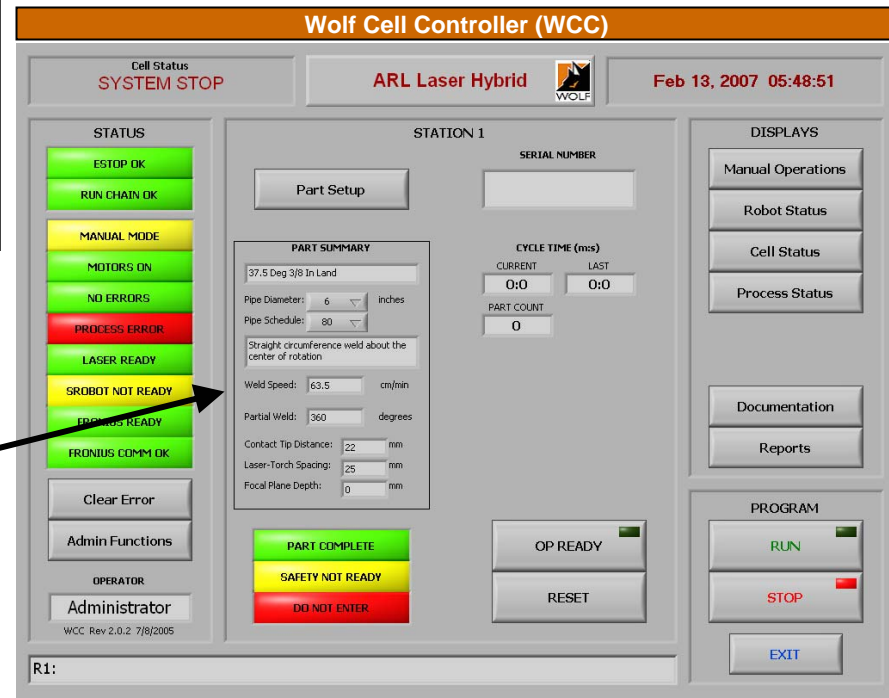 Wolf Cell Controller (WCC)
Cell Status
SYSTEM STOP
ARL Laser Hybrid
WOLF
Feb 13, 2007 05:48:51
STATUS
ESTOP OK
RUN CHAIN OK
MANUAL MODE
MOTORS ON
NO ERRORS
PROCESS ERROR
LASER READY
SROBOT NOT READY
FRONIUS READY
FRONIUS COMM OK
Clear Error
Admin Functions
OPERATOR
Administrator
WCC Rev 2.0.2 7/8/2005
STATION 1
Part Setup
SERIAL NUMBER
PART SUMMARY
37.5 Deg 3/8 In Land
Pipe Diameter: 6 inches
Pipe Schedule: 80
Straight circumference weld about the
center of rotation
Weld Speed: 63.5 cm/min
Partial Weld: 360 degrees
Contact Tip Distance: 22 mm
Laser-Torch Spacing: 25 mm
Focal Plane Depth: 0 mm
CYCLE TIME (m:s)
CURRENT LAST
0:0 0:0
PART COUNT
0
PART COMPLETE
SAFETY NOT READY
DO NOT ENTER
OP READY
RESET
DISPLAYS
Manual Operations
Robot Status
Cell Status
Process Status
Documentation
Reports
PROGRAM
RUN
STOP
EXIT
R1: